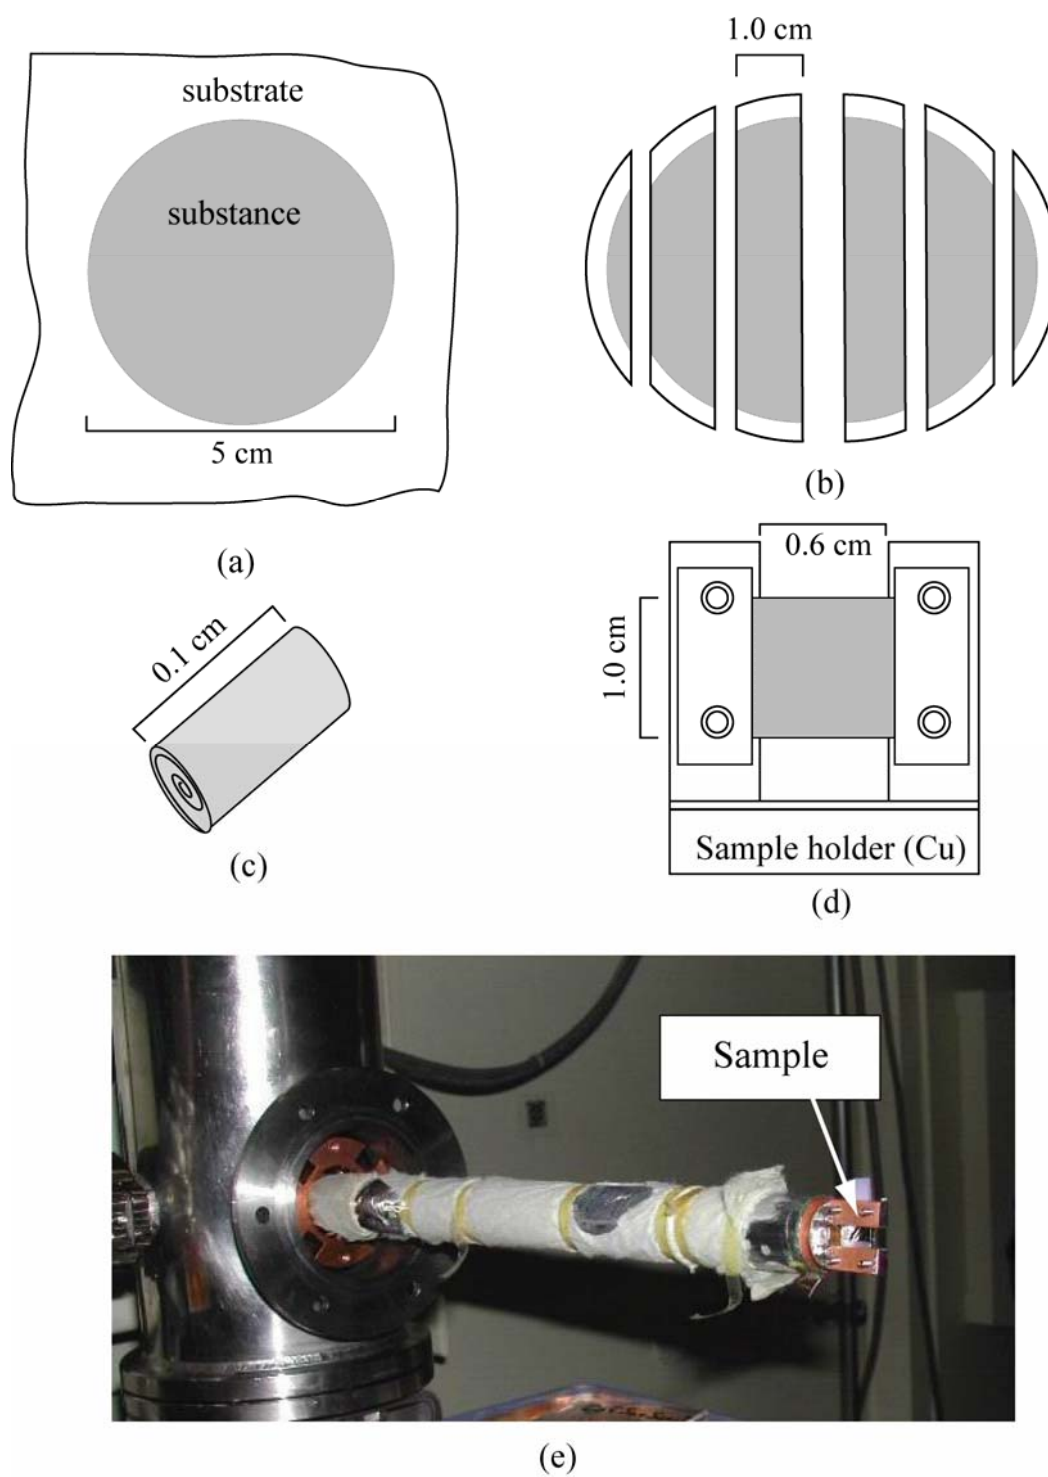 substrate
substance
5 cm
(a)
1.0 cm
(b)
0.1 cm
(c)
0.6 cm
1.0 cm
Sample holder (Cu)
(d)
Sample
(e)